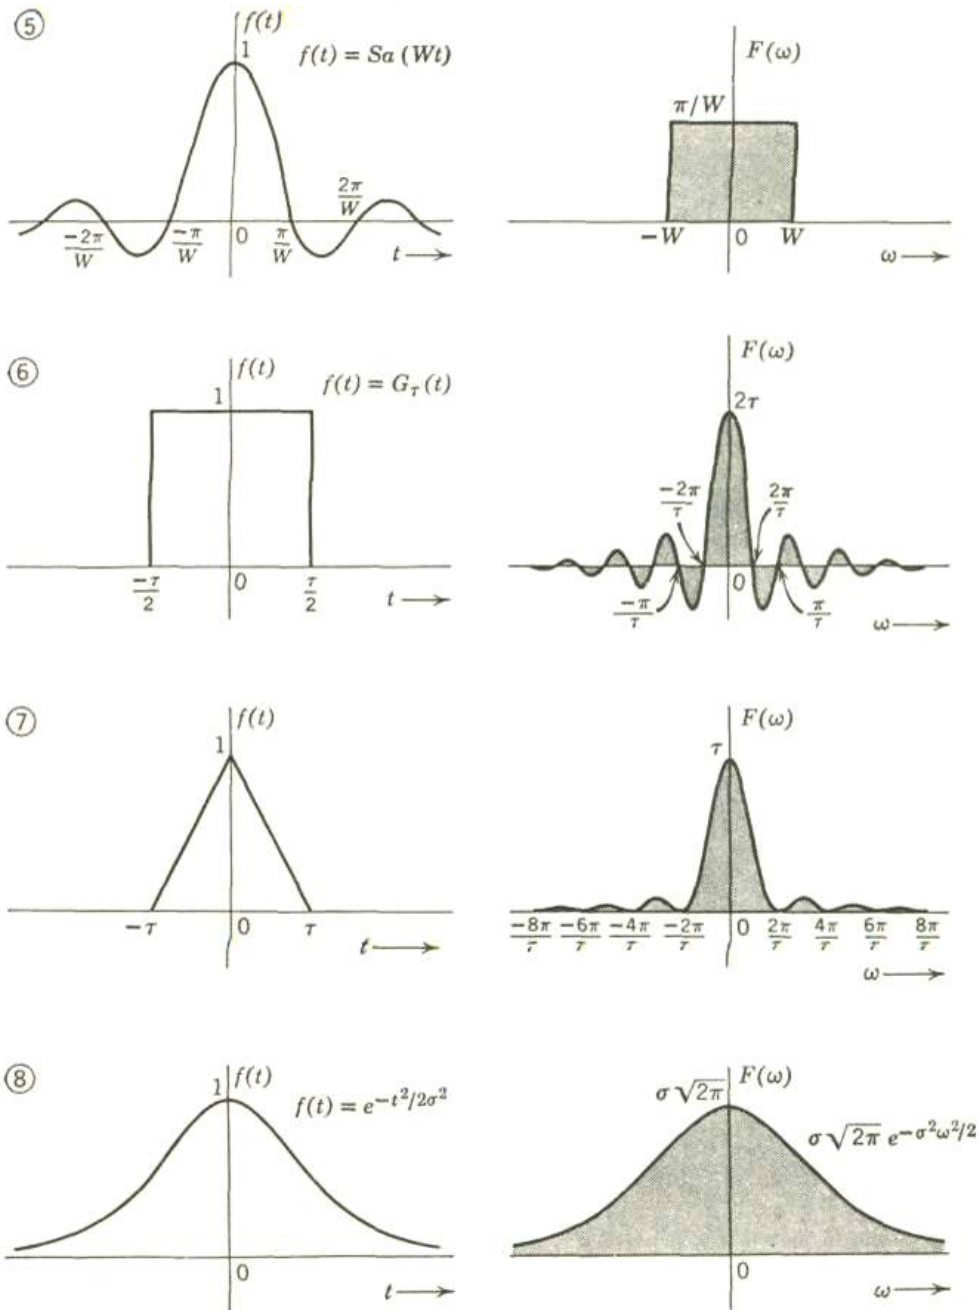 ⑤
f(t)
1
f(t) = Sa (Wt)
2π/W
-2π/W
-π/W
0
π/W
t
F(ω)
π/W
-W
0
W
ω
⑥
f(t)
1
f(t) = G_τ(t)
-τ/2
0
τ/2
t
F(ω)
2τ
-2π/τ
2π/τ
0
-π/τ
π/τ
ω
⑦
f(t)
1
-τ
0
τ
t
F(ω)
τ
-8π/τ
-6π/τ
-4π/τ
-2π/τ
0
2π/τ
4π/τ
6π/τ
8π/τ
ω
⑧
f(t)
1
f(t) = e^{-t²/2σ²}
0
t
σ√2π
F(ω)
σ√2π e^{-σ²ω²/2}
0
ω